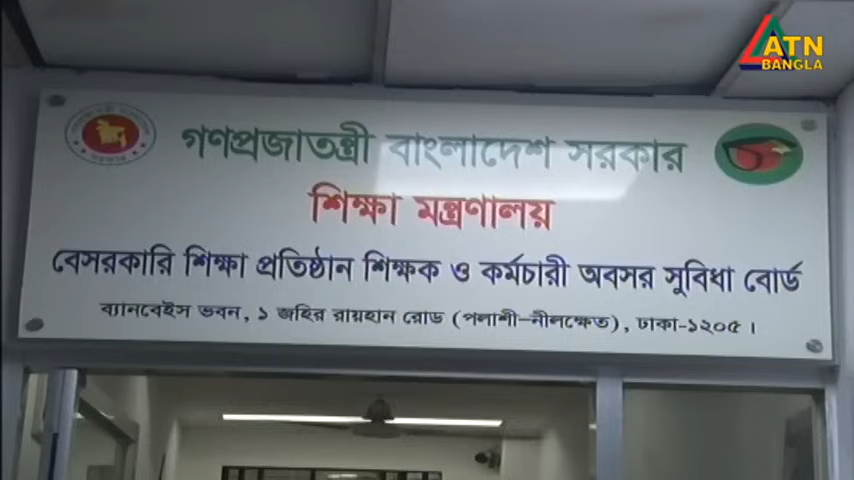 ATN
BANGLA
গণপ্রজাতন্ত্রী বাংলাদেশ সরকার
শিক্ষা মন্ত্রণালয়
বেসরকারি শিক্ষা প্রতিষ্ঠান শিক্ষক ও কর্মচারী অবসর সুবিধা বোর্ড
ব্যানবেইস ভবন, ১ জহির রায়হান রোড (পলাশী-নীলক্ষেত), ঢাকা-১২০৫।